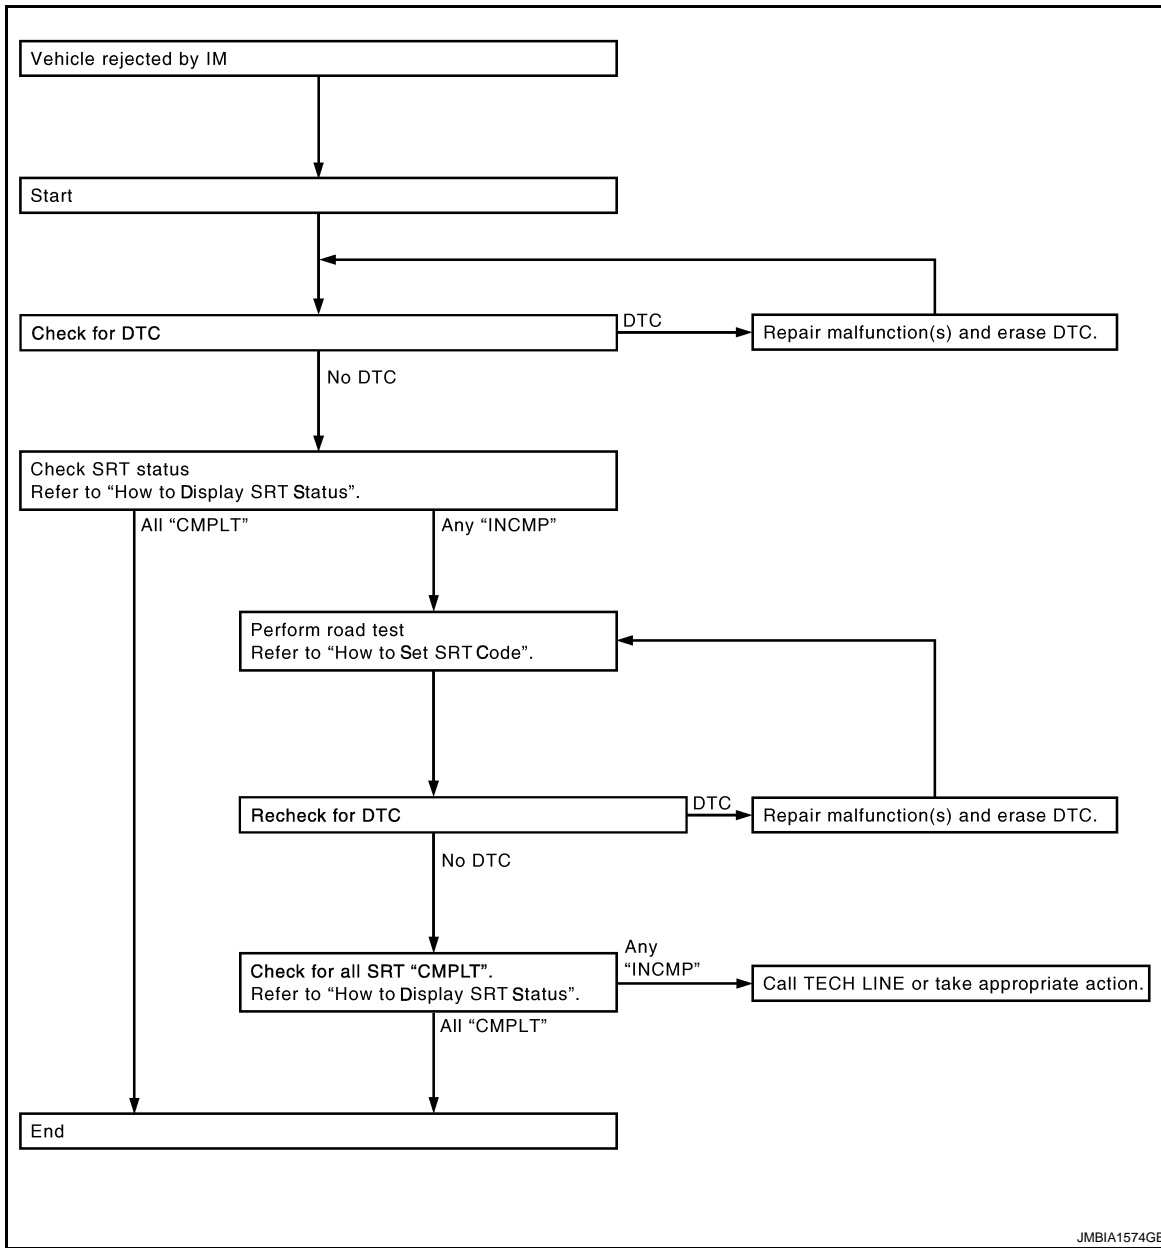 Vehicle rejected by IM
Start
Check for DTC
DTC
Repair malfunction(s) and erase DTC.
No DTC
Check SRT status
Refer to “How to Display SRT Status”.
All “CMPLT”
Any “INCMP”
Perform road test
Refer to “How to Set SRT Code”.
Recheck for DTC
DTC
Repair malfunction(s) and erase DTC.
No DTC
Check for all SRT “CMPLT”.
Refer to “How to Display SRT Status”.
Any
“INCMP”
Call TECH LINE or take appropriate action.
All “CMPLT”
End
JMBIA1574GB